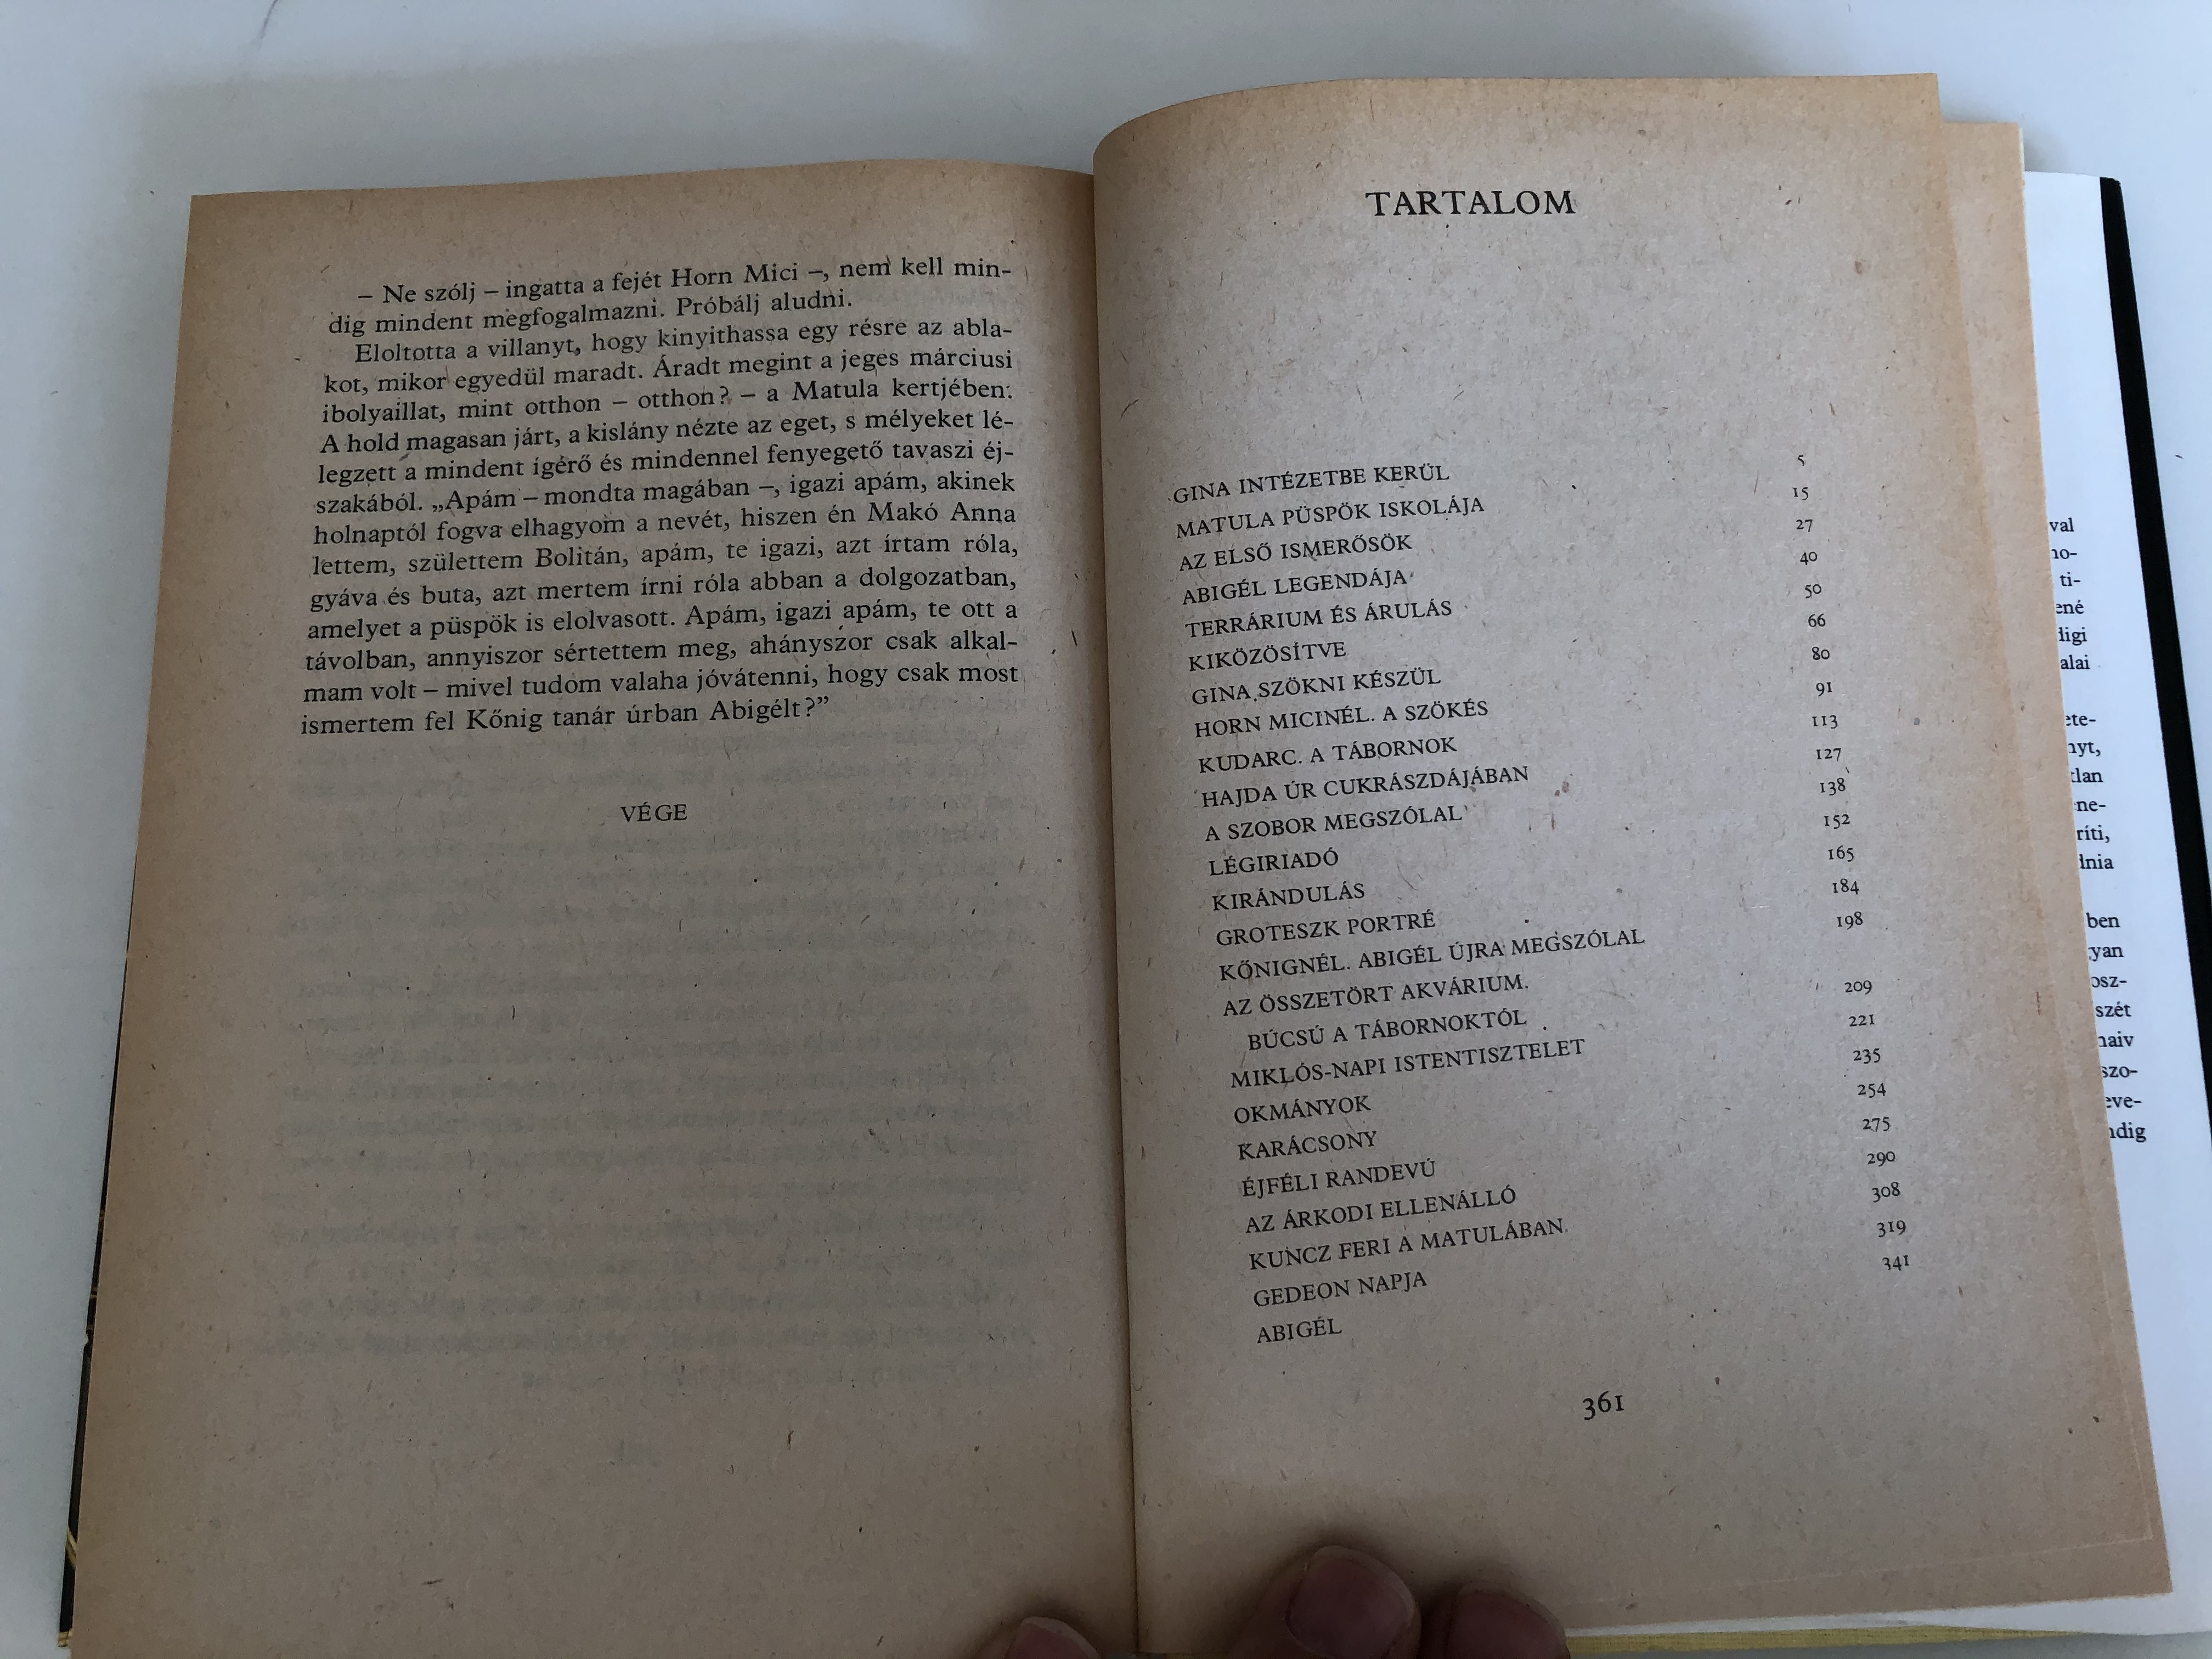 – Ne szólj – ingatta a fejét Horn Mici –, nem kell min-
dig mindent megfogalmazni. Próbálj aludni.
Eloltotta a villanyt, hogy kinyithassa egy résre az abla-
kot, mikor egyedül maradt. Áradt megint a jeges márciusi
ibolyaillat, mint otthon – otthon? – a Matula kertjében.
A hold magasan járt, a kislány nézte az eget, s mélyeket lé-
legzett a mindent ígérő és mindennel fenyegető tavaszi éj-
szakából. „Apám – mondta magában –, igazi apám, akinek
holnaptól fogva elhagyom a nevét, hiszen én Makó Anna
lettem, születtem Bolitán, apám, te igazi, azt írtam róla,
gyáva és buta, azt mertem írni róla abban a dolgozatban,
amelyet a püspök is elolvasott. Apám, igazi apám, te ott a
távolban, annyiszor sértettem meg, ahányszor csak alkal-
mam volt – mivel tudom valaha jóvátenni, hogy csak most
ismertem fel Kőnig tanár úrban Abigélt?”
VÉGE
TARTALOM
GINA INTÉZETBE KERÜL 5
MATULA PÜSPÖK ISKOLÁJA 15
AZ ELSŐ ISMERŐSÖK 27
ABIGÉL LEGENDÁJA 40
TERRÁRIUM ÉS ÁRULÁS 50
KIKÖZÖSÍTVE 66
GINA SZÖKNI KÉSZÜL 80
HORN MICINÉL. A SZÖKÉS 91
KUDARC. A TÁBORNOK 113
HAJDA ÚR CUKRÁSZDÁJÁBAN 127
A SZOBOR MEGSZÓLAL 138
LÉGIRIADÓ 152
KIRÁNDULÁS 165
GROTESZK PORTRÉ 184
KŐNIGNÉL. ABIGÉL ÚJRA MEGSZÓLAL 198
AZ ÖSSZETÖRT AKVÁRIUM.
BÚCSÚ A TÁBORNOKTÓL 209
MIKLÓS-NAPI ISTENTISZTELET 221
OKMÁNYOK 235
KARÁCSONY 254
ÉJFÉLI RANDEVÚ 275
AZ ÁRKODI ELLENÁLLÓ 290
KUNCZ FERI A MATULÁBAN 308
GEDEON NAPJA 319
ABIGÉL 341
361